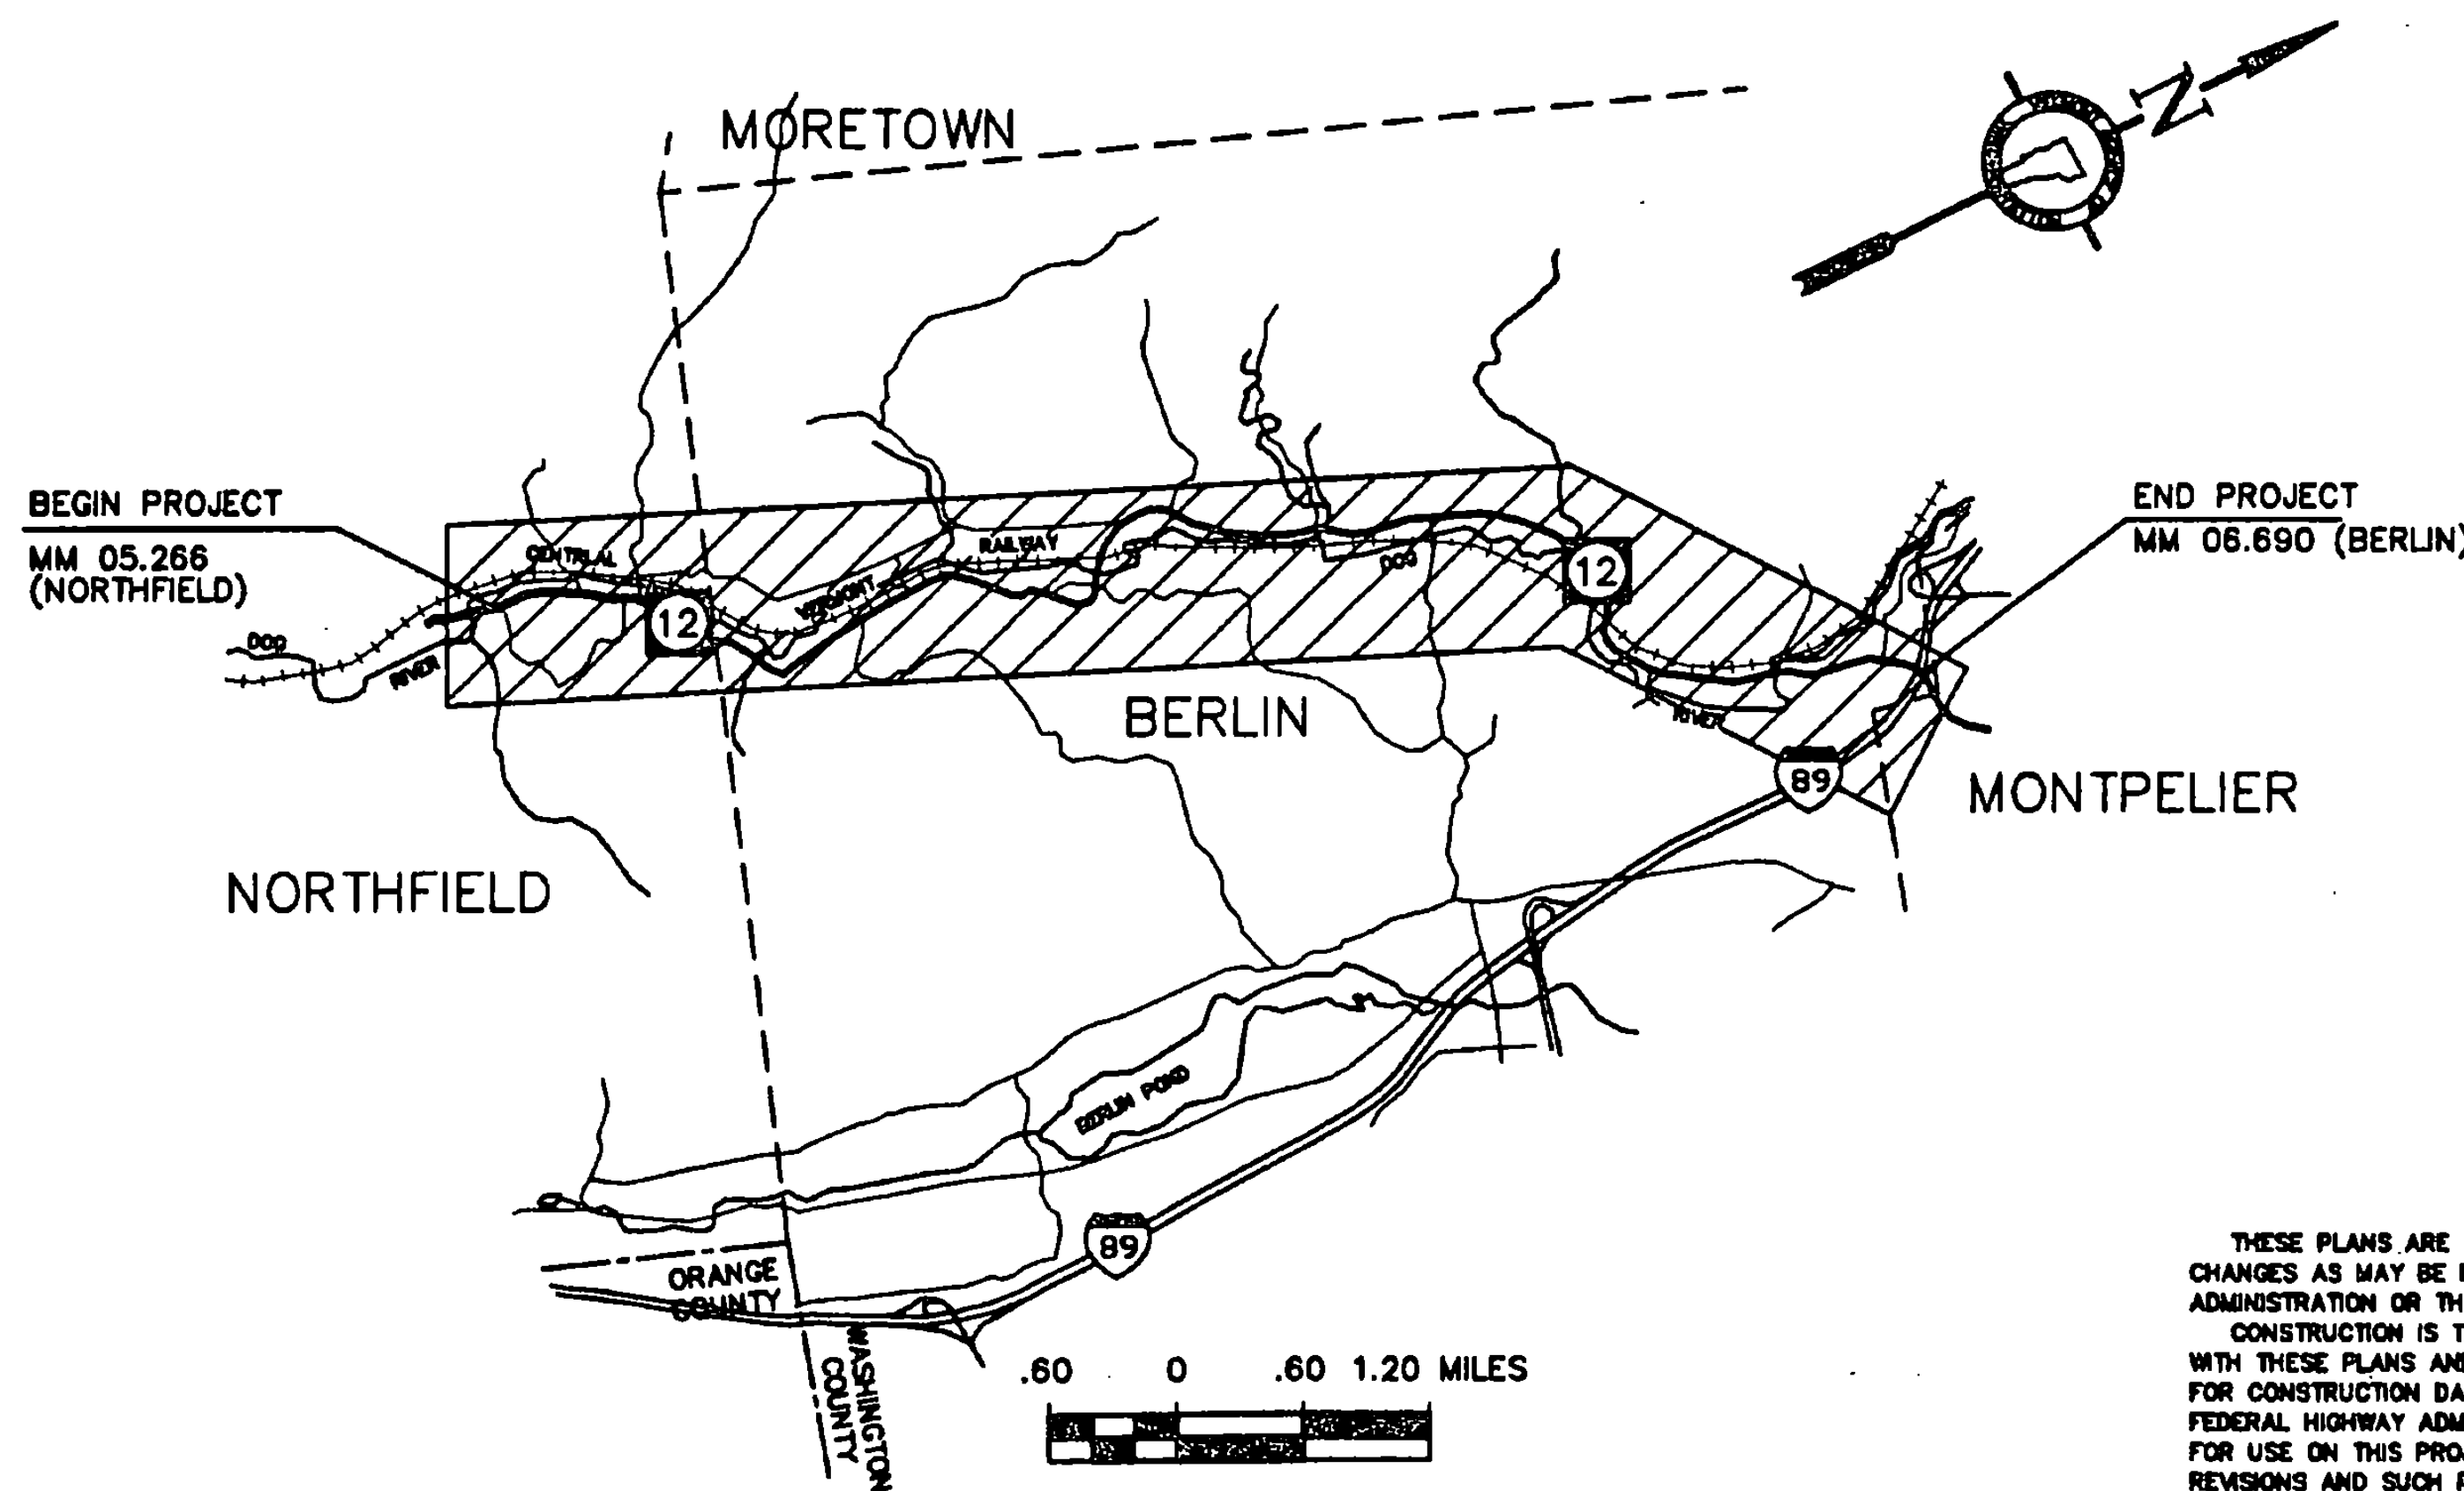 N
MORETOWN
BEGIN PROJECT
MM 05.266
(NORTHFIELD)
END PROJECT
MM 06.690 (BERLIN)
CENTRLAL
RAILWAY
VERMONT
DOG
12
12
DOG
RIVER
RIVER
BERLIN
89
MONTPELIER
NORTHFIELD
BERLIN POND
89
ORANGE
COUNTY
WASHINGTON
COUNTY
.60 0 .60 1.20 MILES
THESE PLANS ARE
CHANGES AS MAY BE
ADMINISTRATION OR TH
CONSTRUCTION IS T
WITH THESE PLANS AN
FOR CONSTRUCTION DA
FEDERAL HIGHWAY ADM
FOR USE ON THIS PRO
REVISIONS AND SUCH